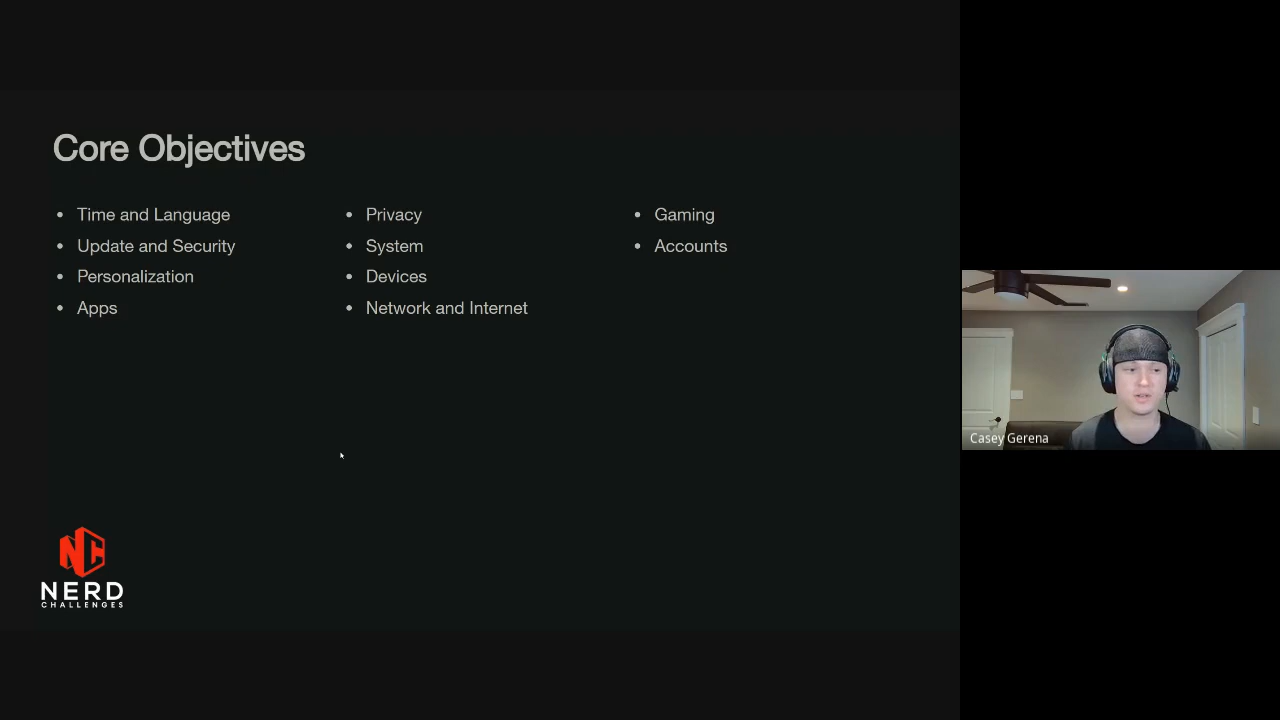 Core Objectives
• Time and Language
• Update and Security
• Personalization
• Apps
• Privacy
• System
• Devices
• Network and Internet
• Gaming
• Accounts
NC
NERD
CHALLENGES
Casey Gerena